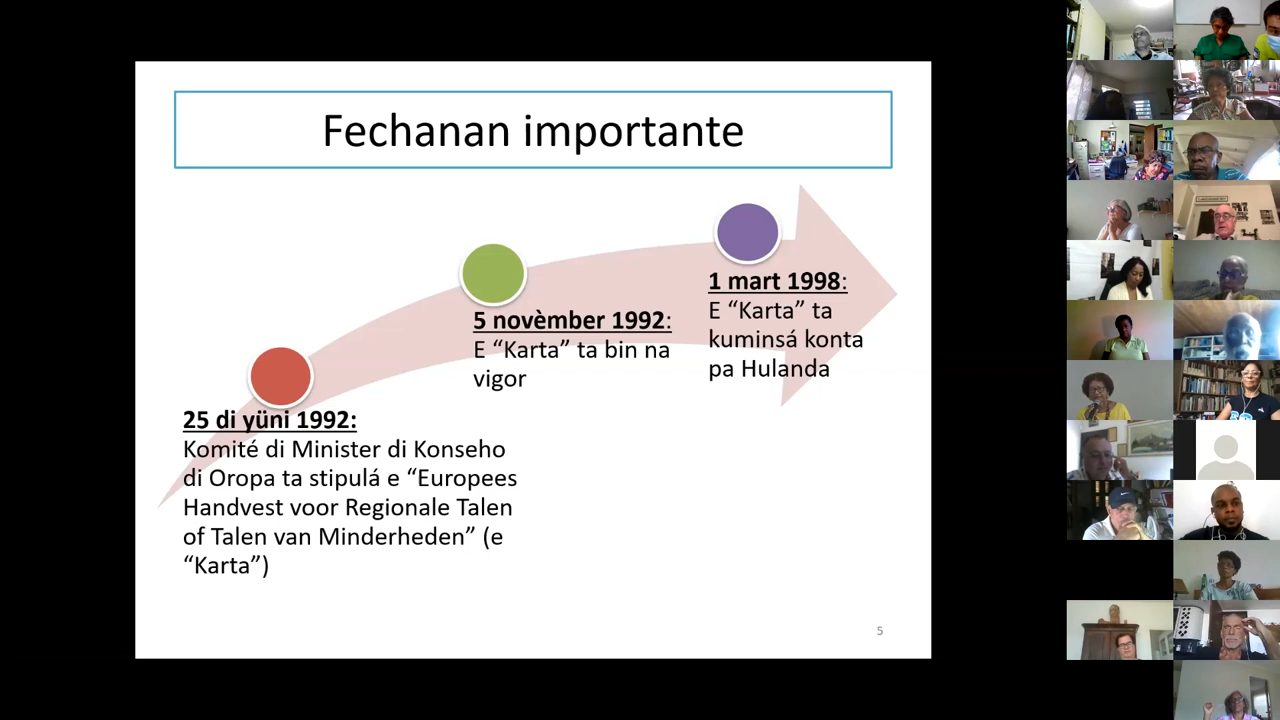 Fechanan importante
25 di yüni 1992:
Komité di Minister di Konseho
di Oropa ta stipulá e “Europees
Handvest voor Regionale Talen
of Talen van Minderheden” (e
“Karta”)
5 novèmber 1992:
E “Karta” ta bin na
vigor
1 mart 1998:
E “Karta” ta
kuminsá konta
pa Hulanda
5